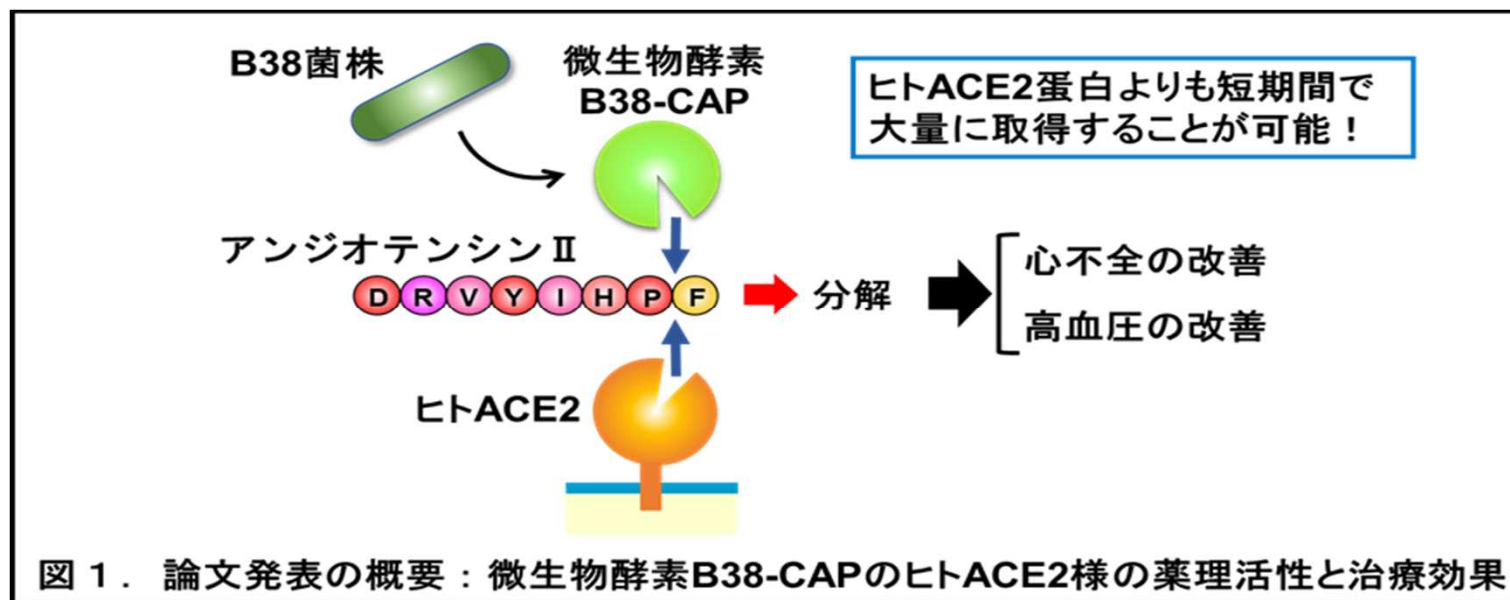 B38菌株
微生物酵素
B38-CAP
ヒトACE2蛋白よりも短期間で
大量に取得することが可能！
アンジオテンシンⅡ
D R V Y I H P F
分解
心不全の改善
高血圧の改善
ヒトACE2
図１．論文発表の概要：微生物酵素B38-CAPのヒトACE2様の薬理活性と治療効果